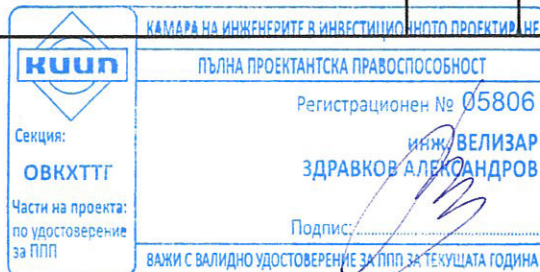 КАМАРА НА ИНЖЕНЕРИТЕ В ИНВЕСТИЦИОННОТО ПРОЕКТИРАНЕ
КИИП
ПЪЛНА ПРОЕКТАНТСКА ПРАВОСПОСОБНОСТ
Регистрационен № 05806
Секция:
ОВКХТТГ
инж. ВЕЛИЗАР
ЗДРАВКОВ АЛЕКСАНДРОВ
Части на проекта:
по удостоверение
за ППП
Подпис:
ВАЖИ С ВАЛИДНО УДОСТОВЕРЕНИЕ ЗА ППП ЗА ТЕКУЩАТА ГОДИНА